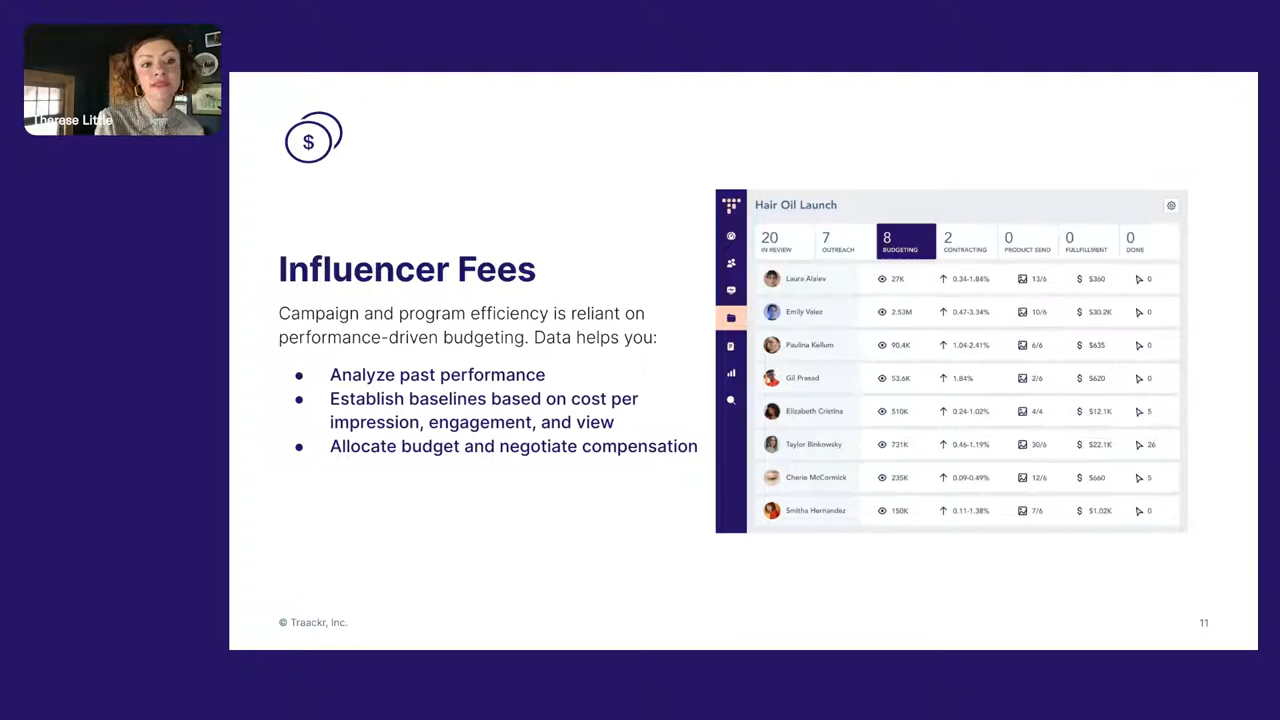 Therese Little
$
Influencer Fees
Campaign and program efficiency is reliant on
performance-driven budgeting. Data helps you:
● Analyze past performance
● Establish baselines based on cost per
impression, engagement, and view
● Allocate budget and negotiate compensation
Hair Oil Launch
20 7 8 2 0 0 0
IN REVIEW OUTREACH BUDGETING CONTRACTING PRODUCT SEND FULLFILLMENT DONE
Laura Alaiev 27K 0.34-1.84% 13/6 $ $360 0
Emily Valez 2.53M 0.47-3.34% 10/6 $ $30.2K 0
Paulina Kellum 90.4K 1.04-2.41% 6/6 $ $635 0
Gil Prasad 53.6K 1.84% 2/6 $ $620 0
Elizabeth Cristina 510K 0.24-1.02% 4/4 $ $12.1K 5
Taylor Binkowsky 731K 0.46-1.19% 30/6 $ $22.1K 26
Cherie McCormick 235K 0.09-0.49% 12/6 $ $660 5
Smitha Hernandez 150K 0.11-1.38% 7/6 $ $1.02K 0
© Traackr, Inc.
11